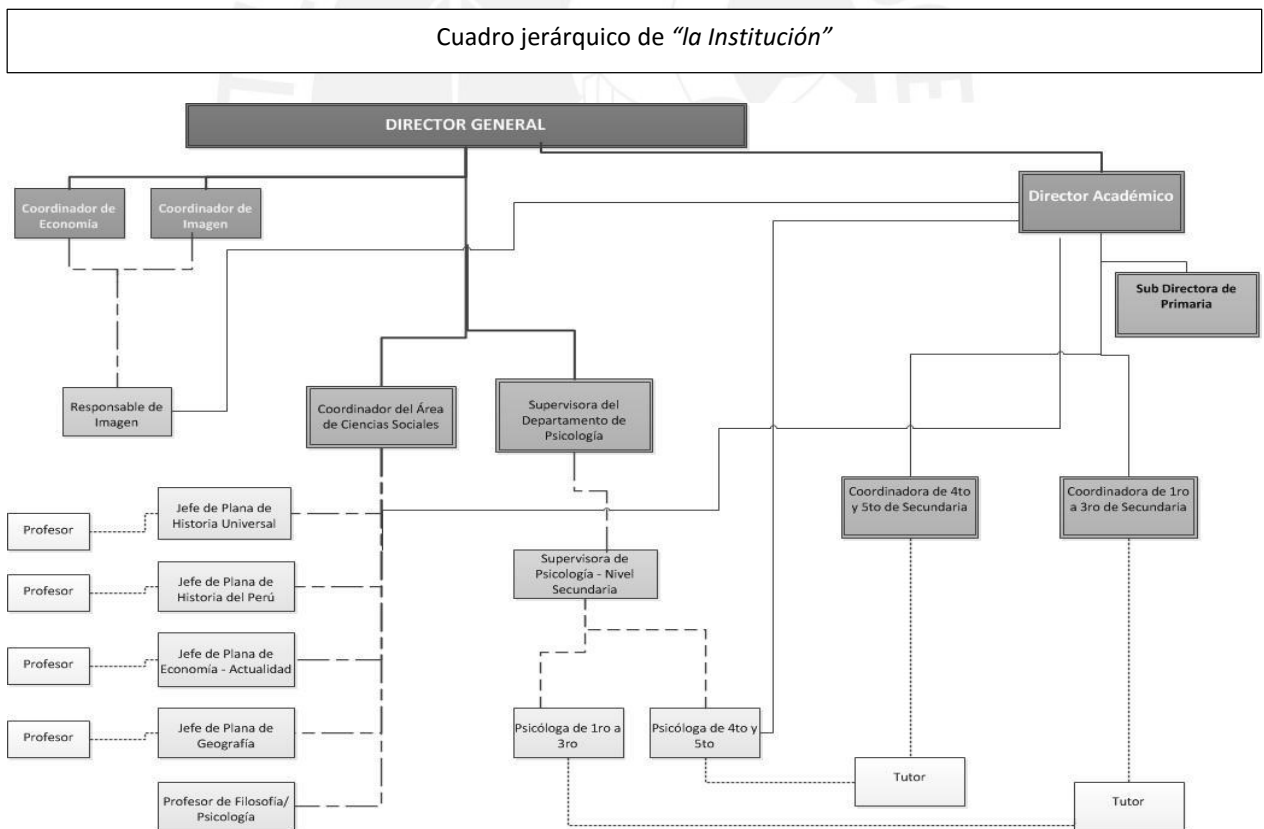 Cuadro jerárquico de “la Institución”
DIRECTOR GENERAL
Coordinador de
Economía
Coordinador de
Imagen
Director Académico
Sub Directora de
Primaria
Responsable de
Imagen
Coordinador del Área
de Ciencias Sociales
Supervisora del
Departamento de
Psicología
Coordinadora de 4to
y 5to de Secundaria
Coordinadora de 1ro
a 3ro de Secundaria
Profesor
Jefe de Plana de
Historia Universal
Supervisora de
Psicología - Nivel
Secundaria
Profesor
Jefe de Plana de
Historia del Perú
Profesor
Jefe de Plana de
Economía - Actualidad
Profesor
Jefe de Plana de
Geografía
Psicóloga de 1ro a
3ro
Psicóloga de 4to y
5to
Tutor
Profesor de Filosofía/
Psicología
Tutor